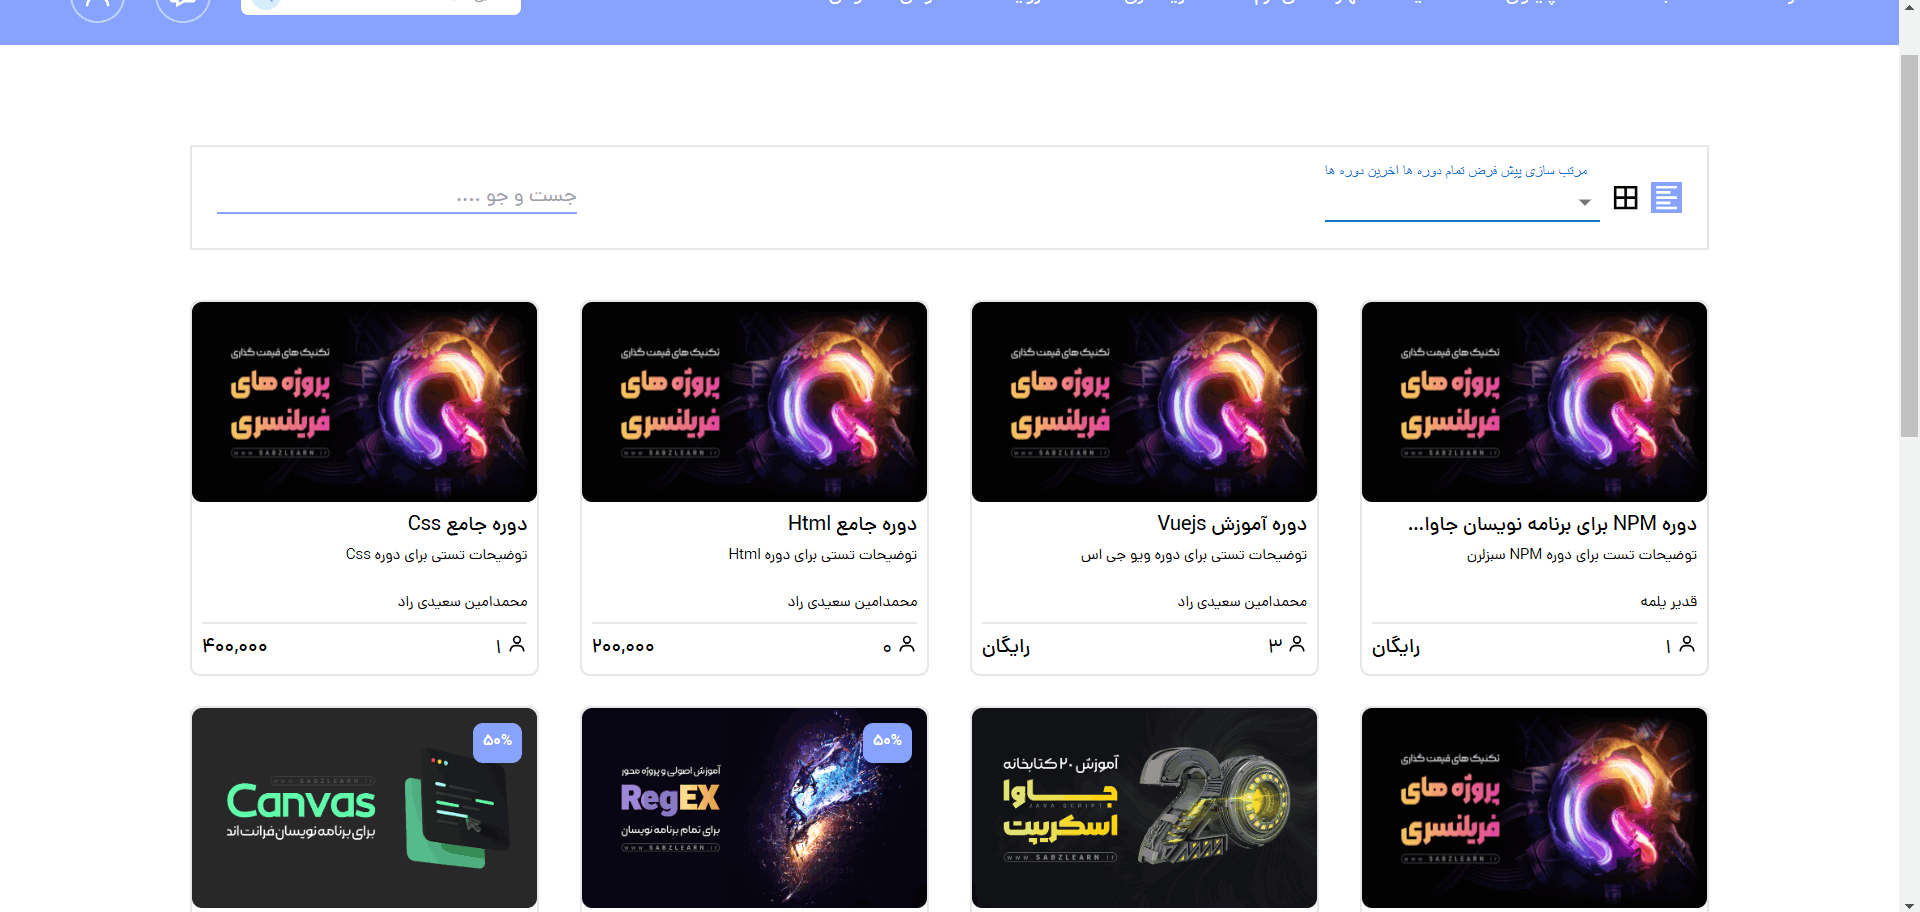 مرتب سازی پیش فرض تمام دوره ها اخرین دوره ها
جست و جو ....
تکنیک های قیمت گذاری
پروژه های
فریلنسری
www.SABZLEARN.ir
دوره NPM برای برنامه نویسان جاوا...
توضیحات تست برای دوره NPM سبزلرن
قدیر یلمه
۱
رایگان
تکنیک های قیمت گذاری
پروژه های
فریلنسری
www.SABZLEARN.ir
دوره آموزش Vuejs
توضیحات تستی برای دوره ویو جی اس
محمدامین سعیدی راد
۳
رایگان
تکنیک های قیمت گذاری
پروژه های
فریلنسری
www.SABZLEARN.ir
دوره جامع Html
توضیحات تستی برای دوره Html
محمدامین سعیدی راد
۰
۲۰۰,۰۰۰
تکنیک های قیمت گذاری
پروژه های
فریلنسری
www.SABZLEARN.ir
دوره جامع Css
توضیحات تستی برای دوره Css
محمدامین سعیدی راد
۱
۴۰۰,۰۰۰
تکنیک های قیمت گذاری
پروژه های
فریلنسری
www.SABZLEARN.ir
آموزش ۲۰ کتابخانه
جاوا
JAVA SCRIPT
اسکریپت
www.SABZLEARN.ir
۵۰%
آموزش اصولی و پروژه محور
RegEX
برای تمام برنامه نویسان
www.SABZLEARN.ir
۵۰%
www.SABZLEARN.ir
Canvas
برای برنامه نویسان فرانت اند